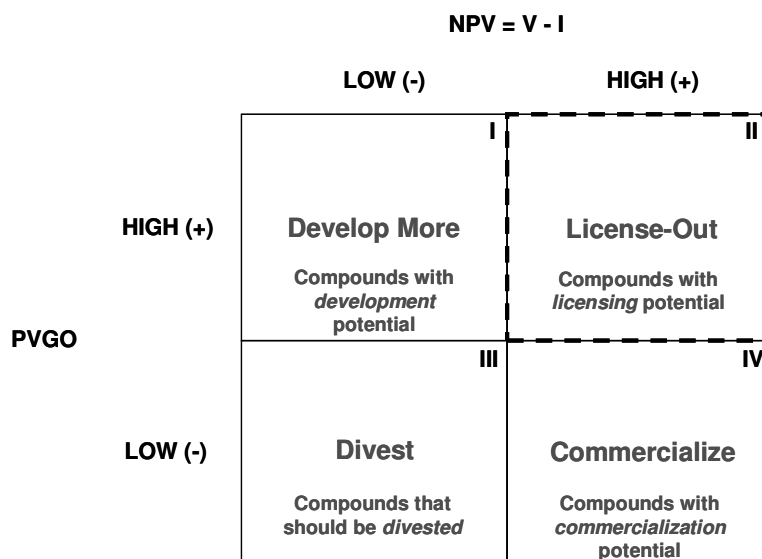 NPV = V - I
LOW (-)
HIGH (+)
I
II
HIGH (+)
Develop More
License-Out
Compounds with
development
potential
Compounds with
licensing potential
PVGO
III
IV
LOW (-)
Divest
Commercialize
Compounds that
should be divested
Compounds with
commercialization
potential